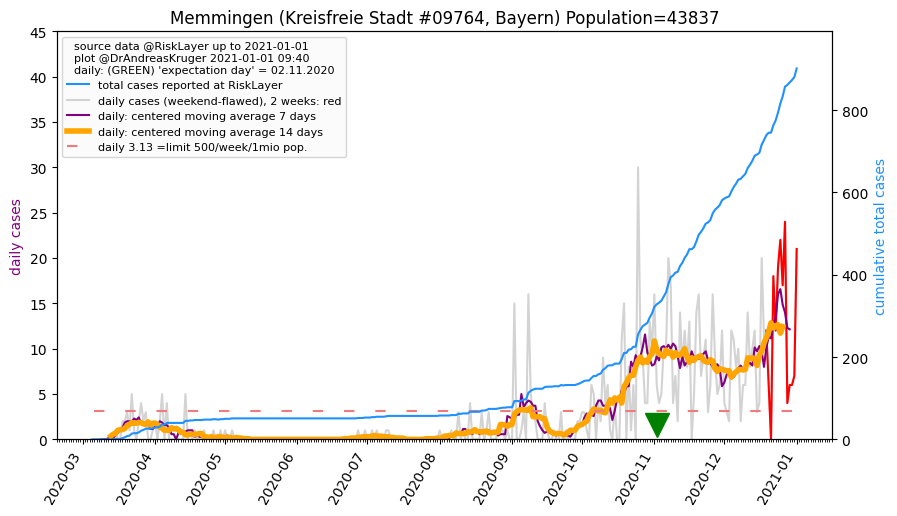 Memmingen (Kreisfreie Stadt #09764, Bayern) Population=43837
source data @RiskLayer up to 2021-01-01
plot @DrAndreasKruger 2021-01-01 09:40
daily: (GREEN) 'expectation day' = 02.11.2020
total cases reported at RiskLayer
daily cases (weekend-flawed), 2 weeks: red
daily: centered moving average 7 days
daily: centered moving average 14 days
daily 3.13 =limit 500/week/1mio pop.
daily cases
45
40
35
30
25
20
15
10
5
0
cumulative total cases
800
600
400
200
0
2020-03
2020-04
2020-05
2020-06
2020-07
2020-08
2020-09
2020-10
2020-11
2020-12
2021-01